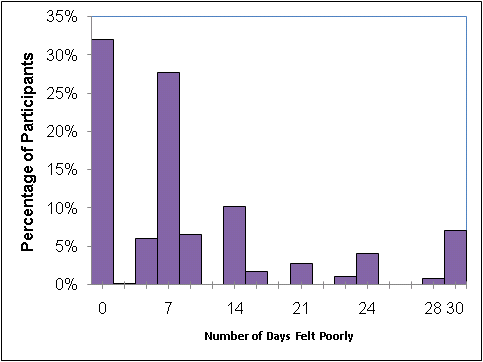 35%
30%
25%
20%
15%
10%
5%
0%
Percentage of Participants
0 7 14 21 24 28 30
Number of Days Felt Poorly